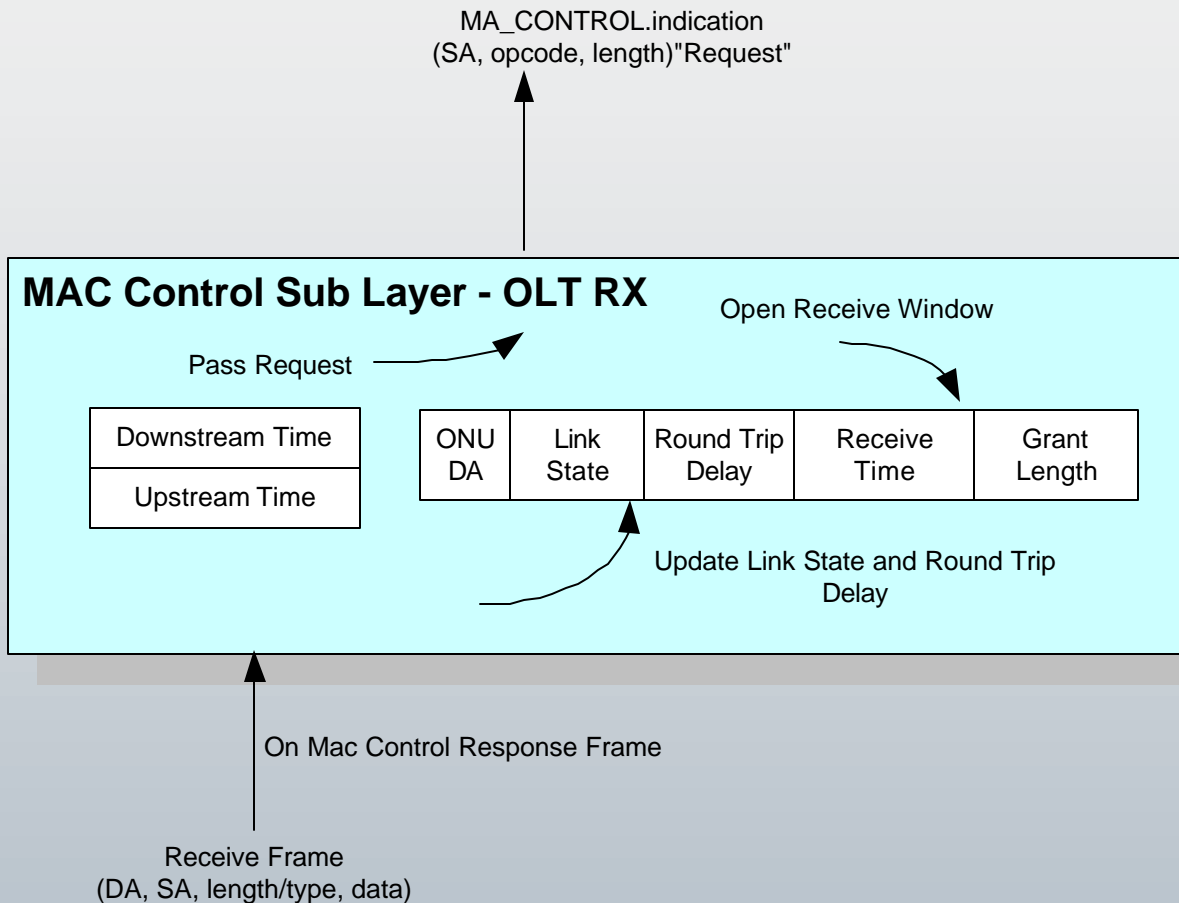 MA_CONTROL.indication
(SA, opcode, length)"Request"
MAC Control Sub Layer - OLT RX
Open Receive Window
Pass Request
Downstream Time
Upstream Time
ONU
DA
Link
State
Round Trip
Delay
Receive
Time
Grant
Length
Update Link State and Round Trip
Delay
On Mac Control Response Frame
Receive Frame
(DA, SA, length/type, data)